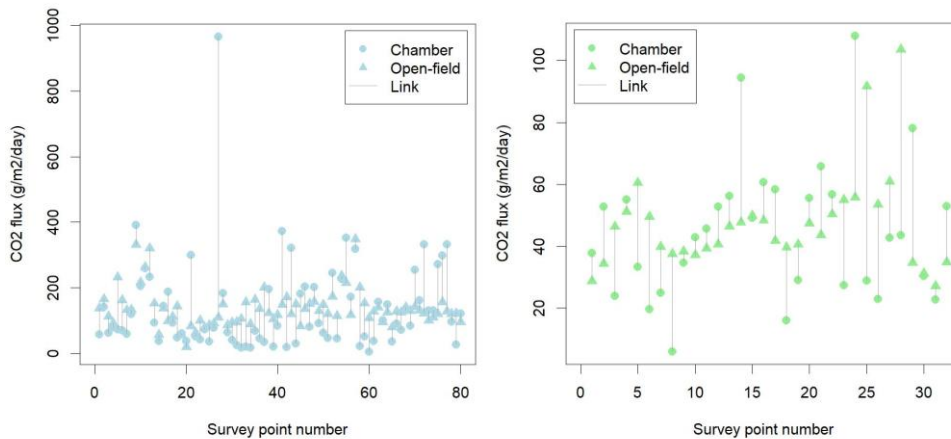 1000
800
600
400
200
0
CO2 flux (g/m2/day)
Chamber
Open-field
Link
0 20 40 60 80
Survey point number
100
80
60
40
20
CO2 flux (g/m2/day)
Chamber
Open-field
Link
0 5 10 15 20 25 30
Survey point number